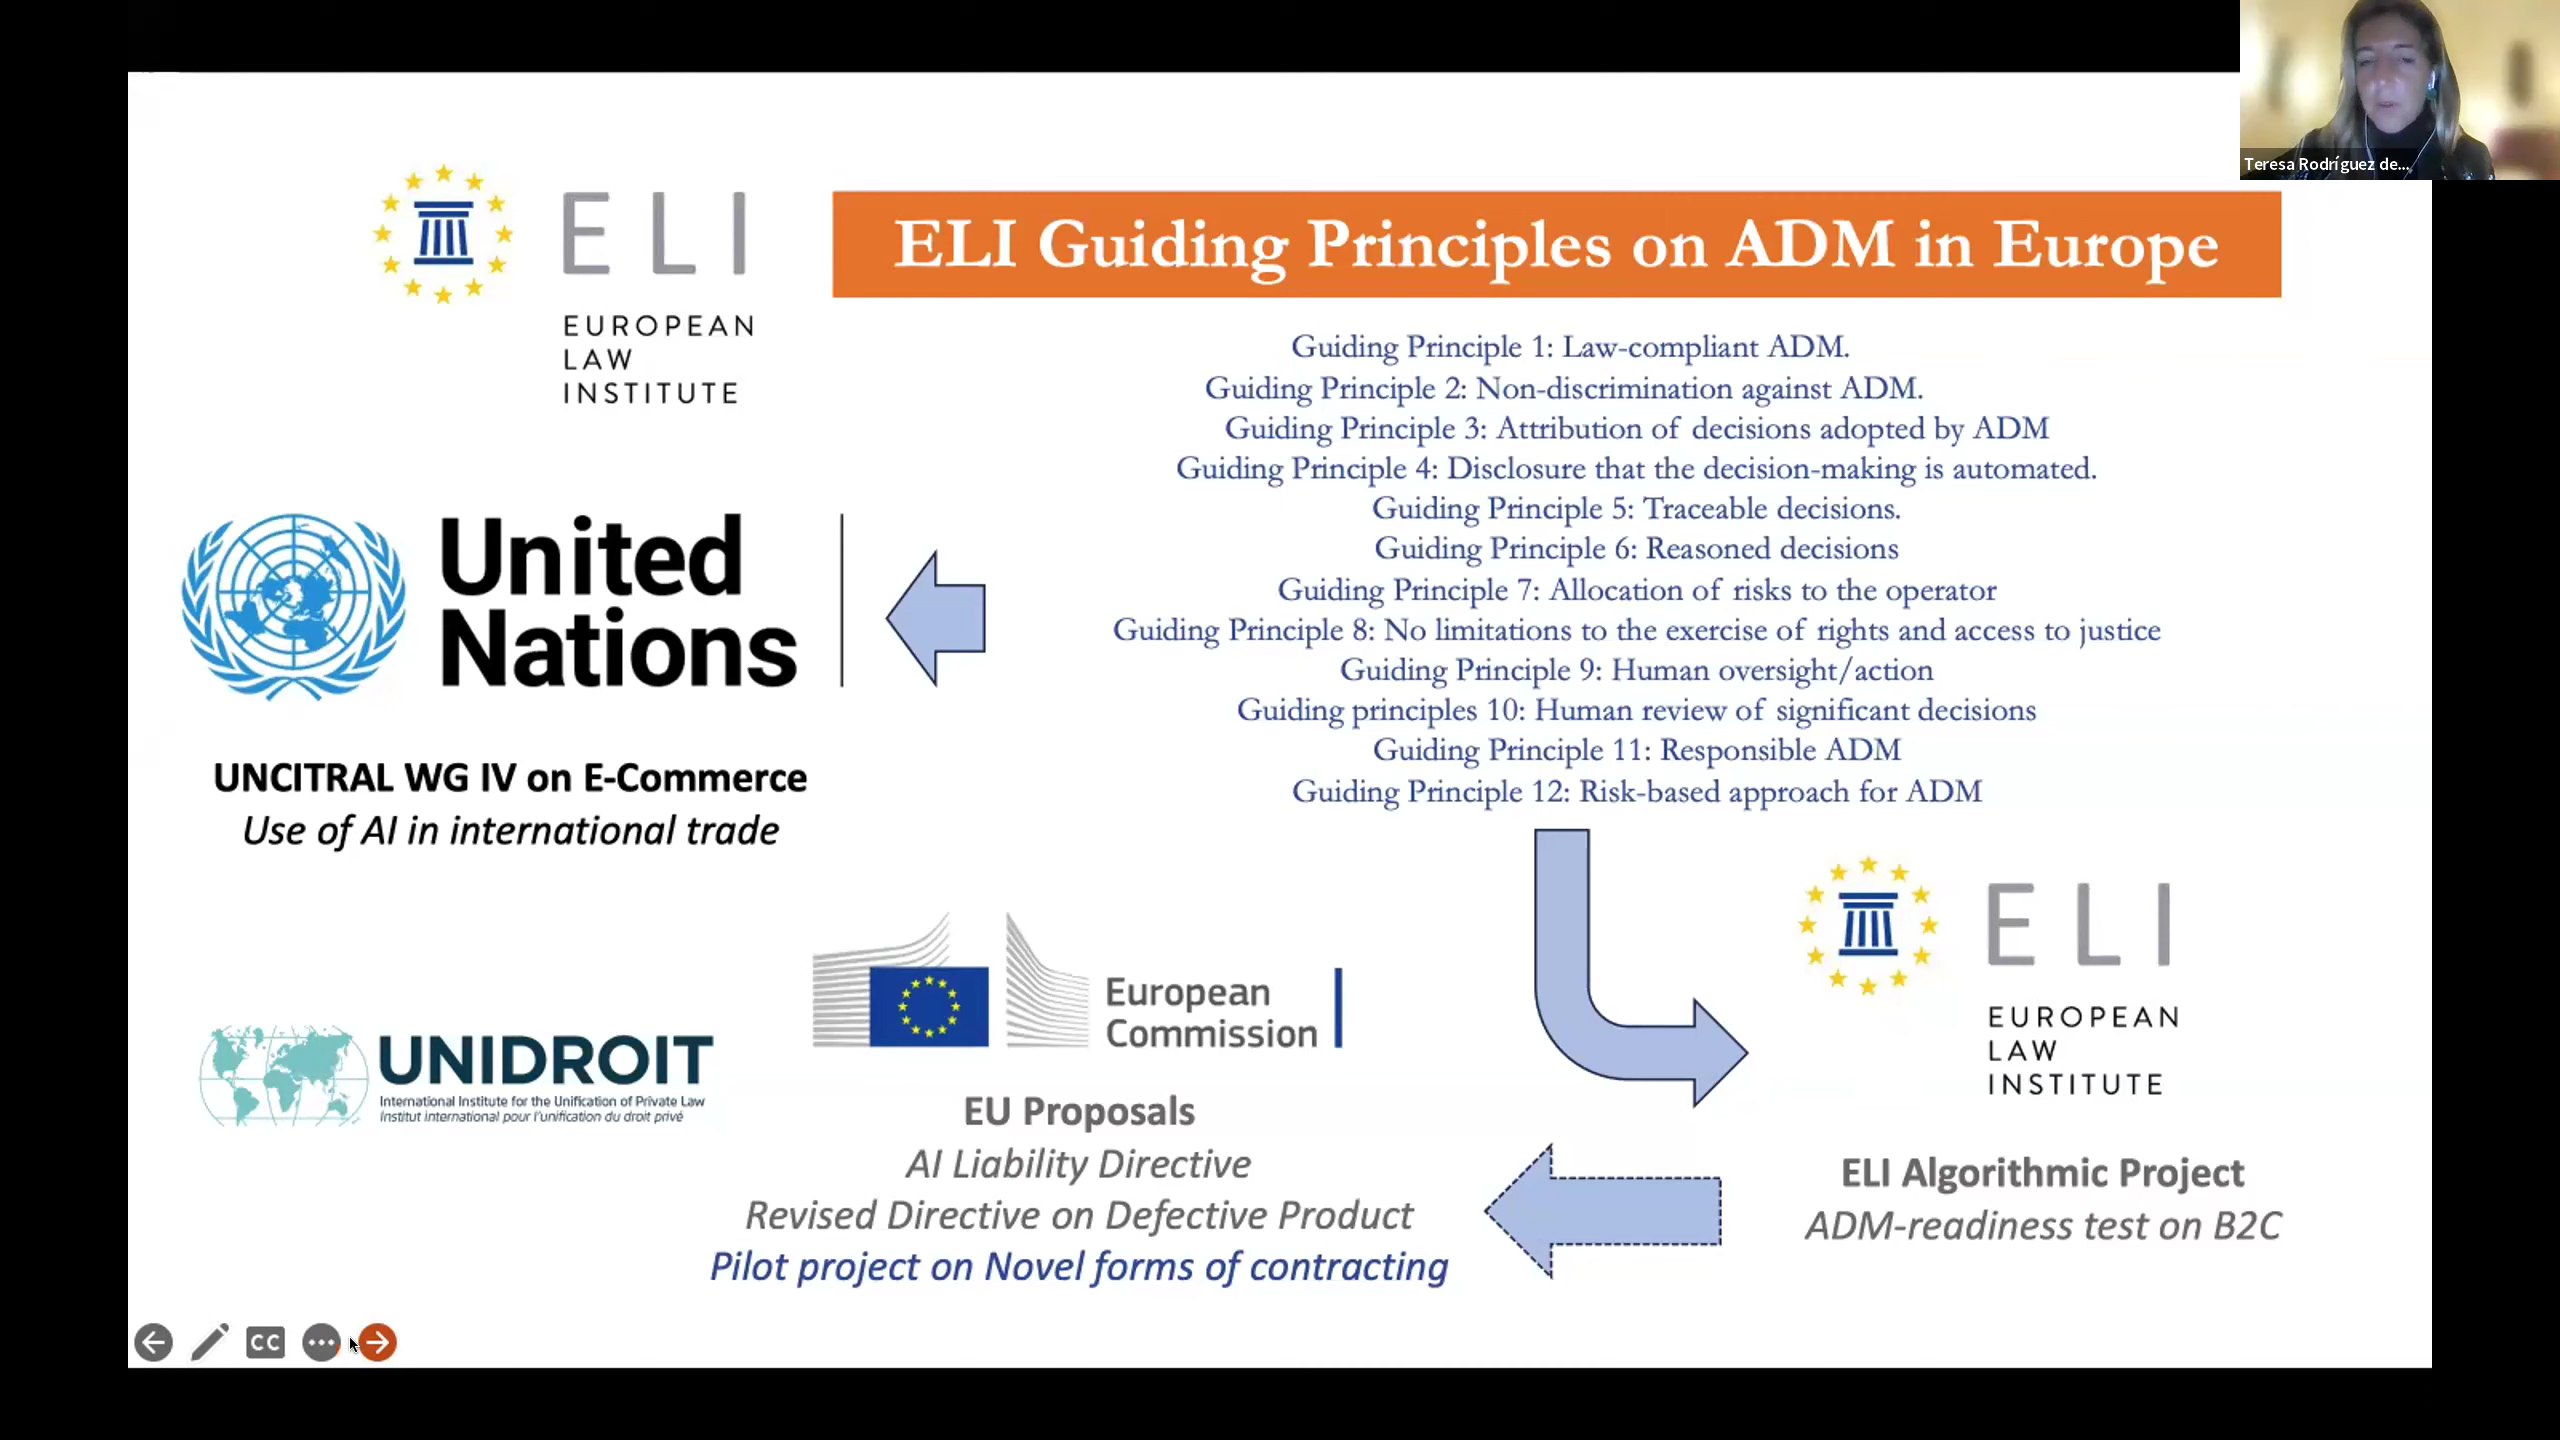 Teresa Rodríguez de...
ELI
EUROPEAN
LAW
INSTITUTE
ELI Guiding Principles on ADM in Europe
Guiding Principle 1: Law-compliant ADM.
Guiding Principle 2: Non-discrimination against ADM.
Guiding Principle 3: Attribution of decisions adopted by ADM
Guiding Principle 4: Disclosure that the decision-making is automated.
Guiding Principle 5: Traceable decisions.
Guiding Principle 6: Reasoned decisions
Guiding Principle 7: Allocation of risks to the operator
Guiding Principle 8: No limitations to the exercise of rights and access to justice
Guiding Principle 9: Human oversight/action
Guiding principles 10: Human review of significant decisions
Guiding Principle 11: Responsible ADM
Guiding Principle 12: Risk-based approach for ADM
United
Nations
UNCITRAL WG IV on E-Commerce
Use of AI in international trade
UNIDROIT
International Institute for the Unification of Private Law
Institut international pour l'unification du droit privé
European
Commission
EU Proposals
AI Liability Directive
Revised Directive on Defective Product
Pilot project on Novel forms of contracting
ELI
EUROPEAN
LAW
INSTITUTE
ELI Algorithmic Project
ADM-readiness test on B2C
CC